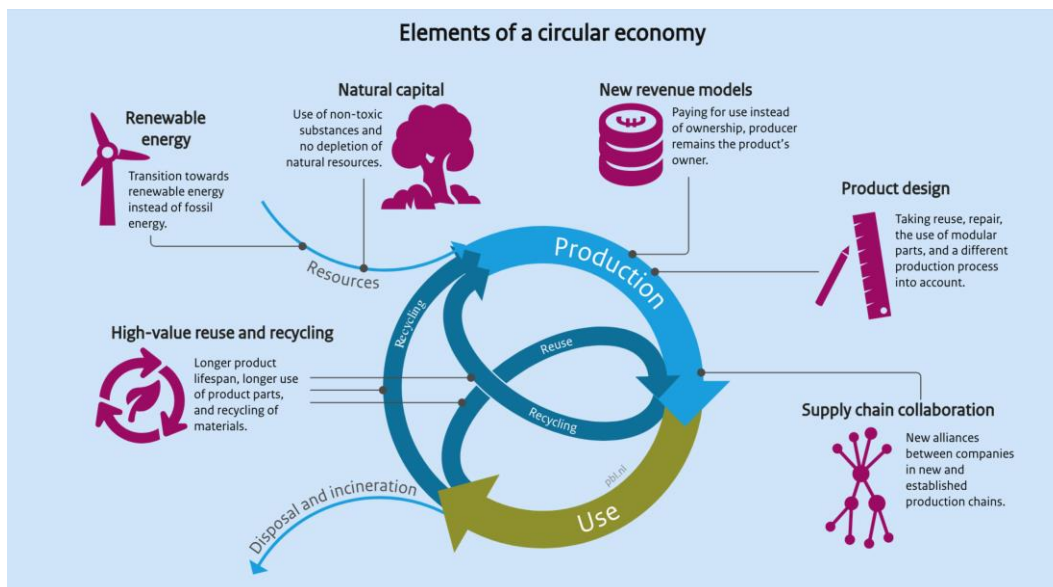 Elements of a circular economy
Natural capital
Use of non-toxic
substances and
no depletion of
natural resources.
New revenue models
Paying for use instead
of ownership, producer
remains the product's
owner.
Renewable
energy
Transition towards
renewable energy
instead of fossil
energy.
Product design
Taking reuse, repair,
the use of modular
parts, and a different
production process
into account.
Resources
Production
High-value reuse and recycling
Longer product
lifespan, longer use
of product parts,
and recycling of
materials.
Recycling
Reuse
Recycling
Supply chain collaboration
New alliances
between companies
in new and
established
production chains.
pbl.nl
Use
Disposal and incineration